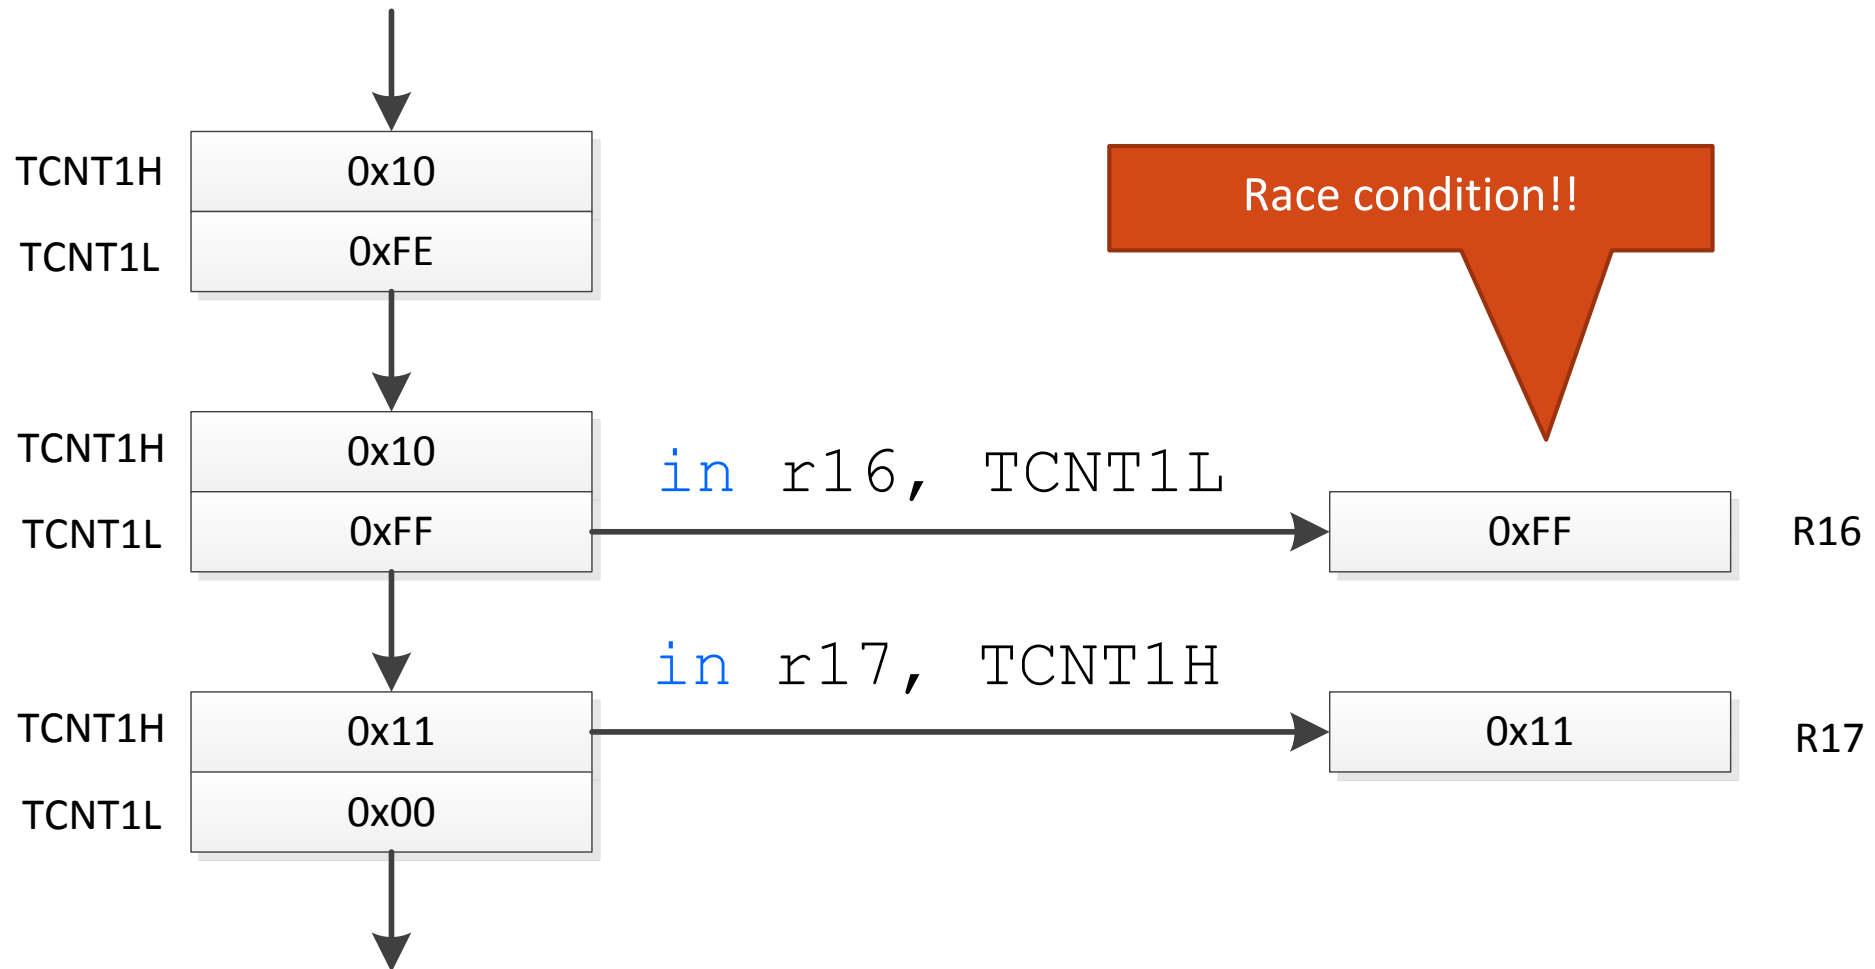 TCNT1H 0x10
TCNT1L 0xFE
Race condition!!
TCNT1H 0x10
in r16, TCNT1L
TCNT1L 0xFF 0xFF R16
in r17, TCNT1H
TCNT1H 0x11 0x11 R17
TCNT1L 0x00